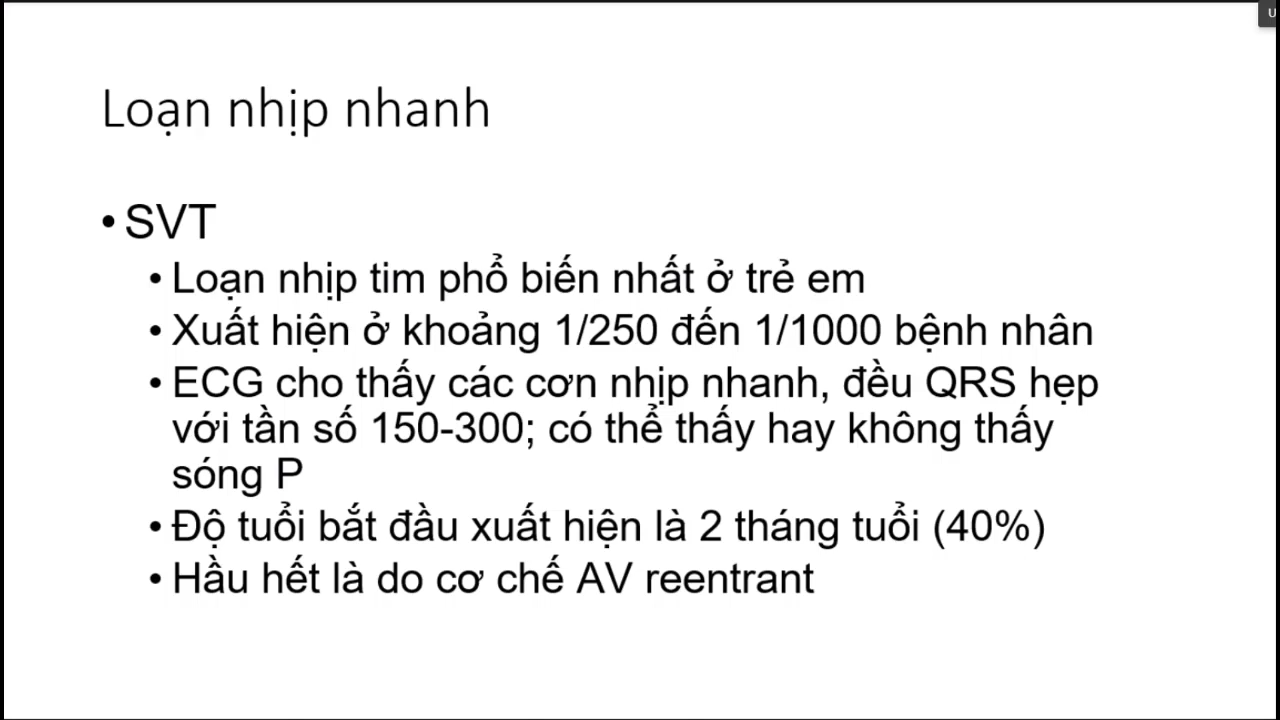 Loạn nhịp nhanh
• SVT
• Loạn nhịp tim phổ biến nhất ở trẻ em
• Xuất hiện ở khoảng 1/250 đến 1/1000 bệnh nhân
• ECG cho thấy các cơn nhịp nhanh, đều QRS hẹp
với tần số 150-300; có thể thấy hay không thấy
sóng P
• Độ tuổi bắt đầu xuất hiện là 2 tháng tuổi (40%)
• Hầu hết là do cơ chế AV reentrant